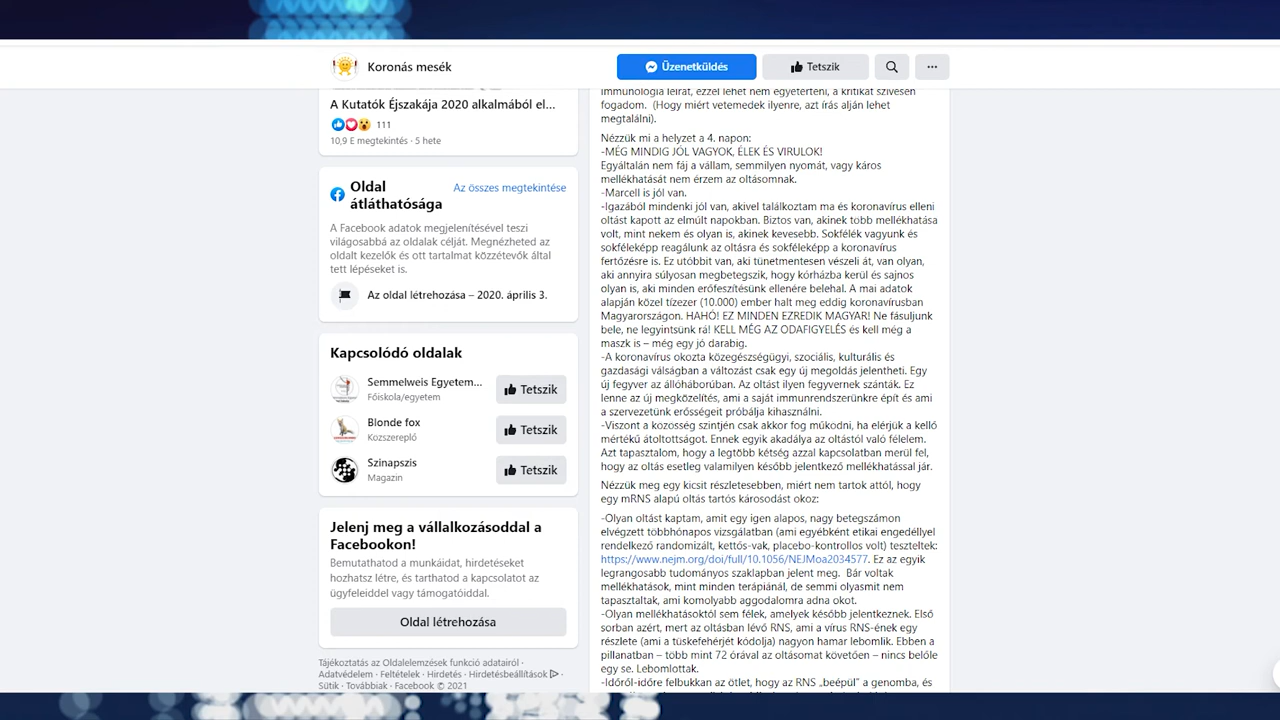 Koronás mesék
Üzenetküldés
Tetszik
A Kutatók Éjszakája 2020 alkalmából el...
111
10,9 E megtekintés · 5 hete
Oldal
átláthatósága
Az összes megtekintése
A Facebook adatok megjelenítésével teszi
világosabbá az oldalak célját. Megnézheted az
oldalt kezelők és ott tartalmat közzétevők által
tett lépéseket is.
Az oldal létrehozása – 2020. április 3.
Kapcsolódó oldalak
Semmelweis Egyetem...
Főiskola/egyetem
Tetszik
Blonde fox
Közszereplő
Tetszik
Szinapszis
Magazin
Tetszik
Jelenj meg a vállalkozásoddal a
Facebookon!
Bemutathatod a munkáidat, hirdetéseket
hozhatsz létre, és tarthatod a kapcsolatot az
ügyfeleiddel vagy támogatóiddal.
Oldal létrehozása
Tájékoztatás az Oldalelemzések funkció adatairól ·
Adatvédelem · Feltételek · Hirdetés · Hirdetésbeállítások ·
Sütik · Továbbiak · Facebook © 2021
immunológia leírat, ezzel lehet nem egyetérteni, a kritikát szívesen
fogadom. (Hogy miért vetemedek ilyenre, azt írás alján lehet
megtalálni).
Nézzük mi a helyzet a 4. napon:
-MÉG MINDIG JÓL VAGYOK, ÉLEK ÉS VIRULOK!
Egyáltalán nem fáj a vállam, semmilyen nyomát, vagy káros
mellékhatását nem érzem az oltásomnak.
-Marcell is jól van.
-Igazából mindenki jól van, akivel találkoztam ma és koronavírus elleni
oltást kapott az elmúlt napokban. Biztos van, akinek több mellékhatása
volt, mint nekem és olyan is, akinek kevesebb. Sokfélék vagyunk és
sokféleképp reagálunk az oltásra és sokféleképp a koronavírus
fertőzésre is. Ez utóbbit van, aki tünetmentesen vészeli át, van olyan,
aki annyira súlyosan megbetegszik, hogy kórházba kerül és sajnos
olyan is, aki minden erőfeszítésünk ellenére belehal. A mai adatok
alapján közel tízezer (10.000) ember halt meg eddig koronavírusban
Magyarországon. HAHÓ! EZ MINDEN EZREDIK MAGYAR! Ne fásuljunk
bele, ne legyintsünk rá! KELL MÉG AZ ODAFIGYELÉS és kell még a
maszk is – még egy jó darabig.
-A koronavírus okozta közegészségügyi, szociális, kulturális és
gazdasági válságban a változást csak egy új megoldás jelentheti. Egy
új fegyver az állóháborúban. Az oltást ilyen fegyvernek szánták. Ez
lenne az új megközelítés, ami a saját immunrendszerünkre épít és ami
a szervezetünk erősségeit próbálja kihasználni.
-Viszont a közösség szintjén csak akkor fog működni, ha elérjük a kellő
mértékű átoltottságot. Ennek egyik akadálya az oltástól való félelem.
Azt tapasztalom, hogy a legtöbb kétség azzal kapcsolatban merül fel,
hogy az oltás esetleg valamilyen később jelentkező mellékhatással jár.
Nézzük meg egy kicsit részletesebben, miért nem tartok attól, hogy
egy mRNS alapú oltás tartós károsodást okoz:
-Olyan oltást kaptam, amit egy igen alapos, nagy betegszámon
elvégzett többhónapos vizsgálatban (ami egyébként etikai engedéllyel
rendelkező randomizált, kettős-vak, placebo-kontrollos volt) teszteltek:
https://www.nejm.org/doi/full/10.1056/NEJMoa2034577. Ez az egyik
legrangosabb tudományos szaklapban jelent meg. Bár voltak
mellékhatások, mint minden terápiánál, de semmi olyasmit nem
tapasztaltak, ami komolyabb aggodalomra adna okot.
-Olyan mellékhatásoktól sem félek, amelyek később jelentkeznek. Első
sorban azért, mert az oltásban lévő RNS, ami a vírus RNS-ének egy
részlete (ami a tüskefehérjét kódolja) nagyon hamar lebomlik. Ebben a
pillanatban – több mint 72 órával az oltásomat követően – nincs belőle
egy se. Lebomlottak.
-Időről-időre felbukkan az ötlet, hogy az RNS „beépül” a genomba, és